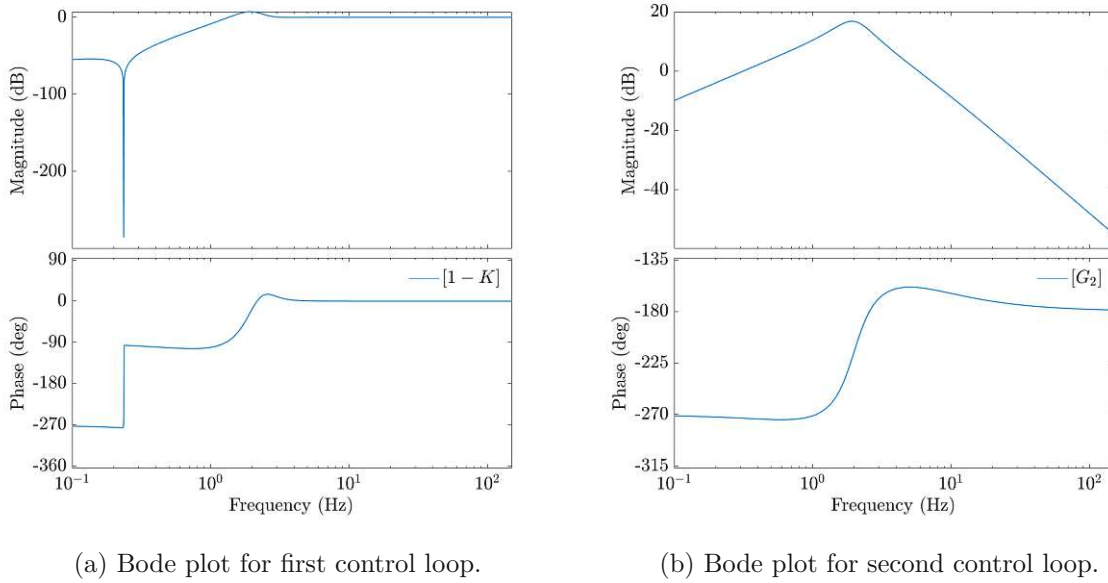 0
-100
-200
Magnitude (dB)
90
0
-90
-180
-270
-360
Phase (deg)
[1 − K]
10⁻¹ 10⁰ 10¹ 10²
Frequency (Hz)
(a) Bode plot for first control loop.
20
0
-20
-40
Magnitude (dB)
-135
-180
-225
-270
-315
Phase (deg)
[G₂]
10⁻¹ 10⁰ 10¹ 10²
Frequency (Hz)
(b) Bode plot for second control loop.